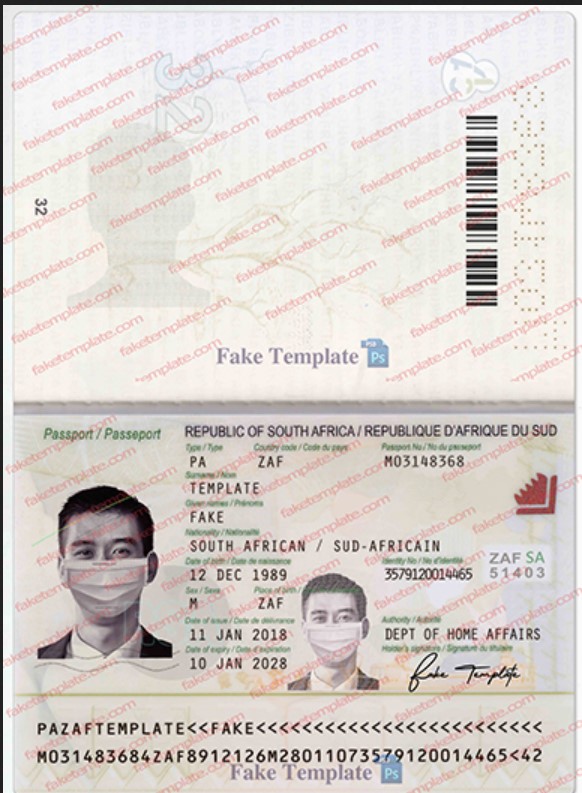 32
32
Fake Template
PSD
Ps
Passport / Passeport
REPUBLIC OF SOUTH AFRICA / REPUBLIQUE D'AFRIQUE DU SUD
Type / Type Country code / Code du pays Passport No / No du passeport
PA ZAF M03148368
Surname / Nom
TEMPLATE
Given names / Prénoms
FAKE
Nationality / Nationalité
SOUTH AFRICAN / SUD-AFRICAIN
Date of birth / Date de naissance Identity No / No d'identité
12 DEC 1989 3579120014465
ZAF SA
51403
Sex / Sexe Place of birth /
M ZAF
Date of issue / Date de délivrance Authority / Autorité
11 JAN 2018 DEPT OF HOME AFFAIRS
Date of expiry / Date d'expiration Holder's signature / Signature du titulaire
10 JAN 2028 Fake Template
PAZAFTEMPLATE<<FAKE<<<<<<<<<<<<<<<<<<<<<<<<<
M031483684ZAF8912126M28011073579120014465<42
Fake Template
Ps
faketemplate.com